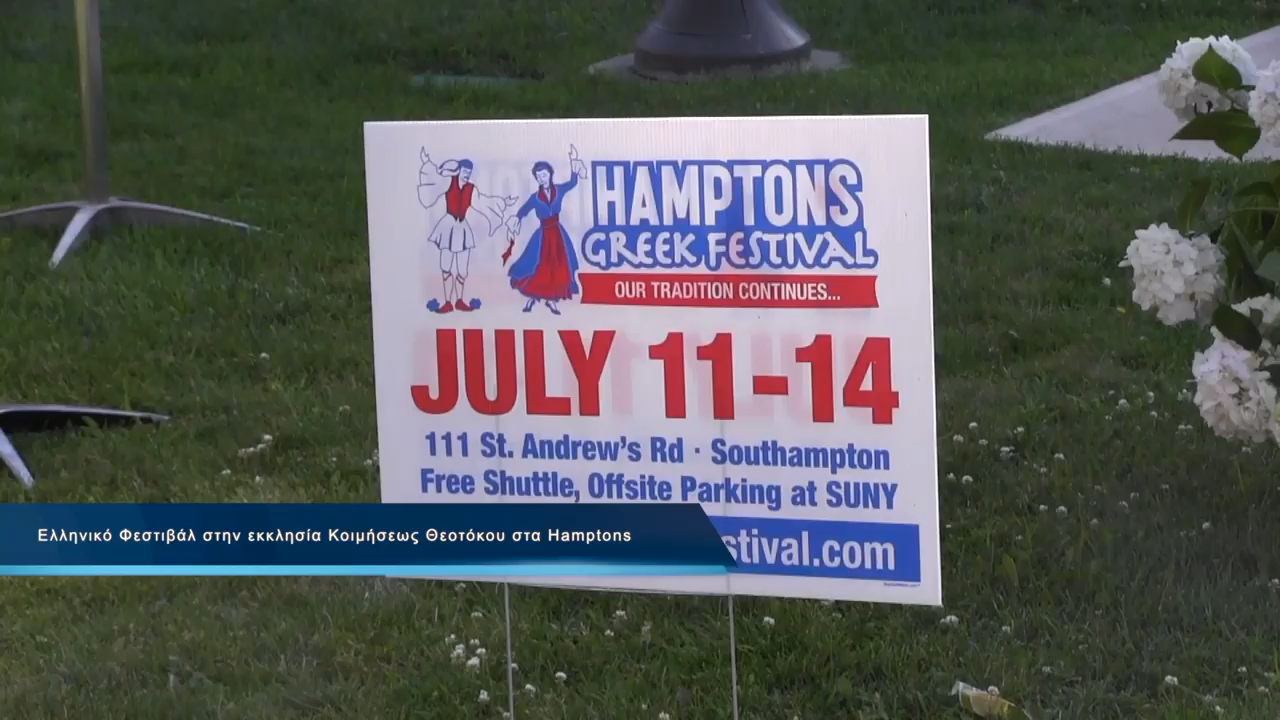 HAMPTONS
GREEK FESTIVAL
OUR TRADITION CONTINUES...
JULY 11-14
111 St. Andrew's Rd · Southampton
Free Shuttle, Offsite Parking at SUNY
stival.com
Ελληνικό Φεστιβάλ στην εκκλησία Κοιμήσεως Θεοτόκου στα Hamptons